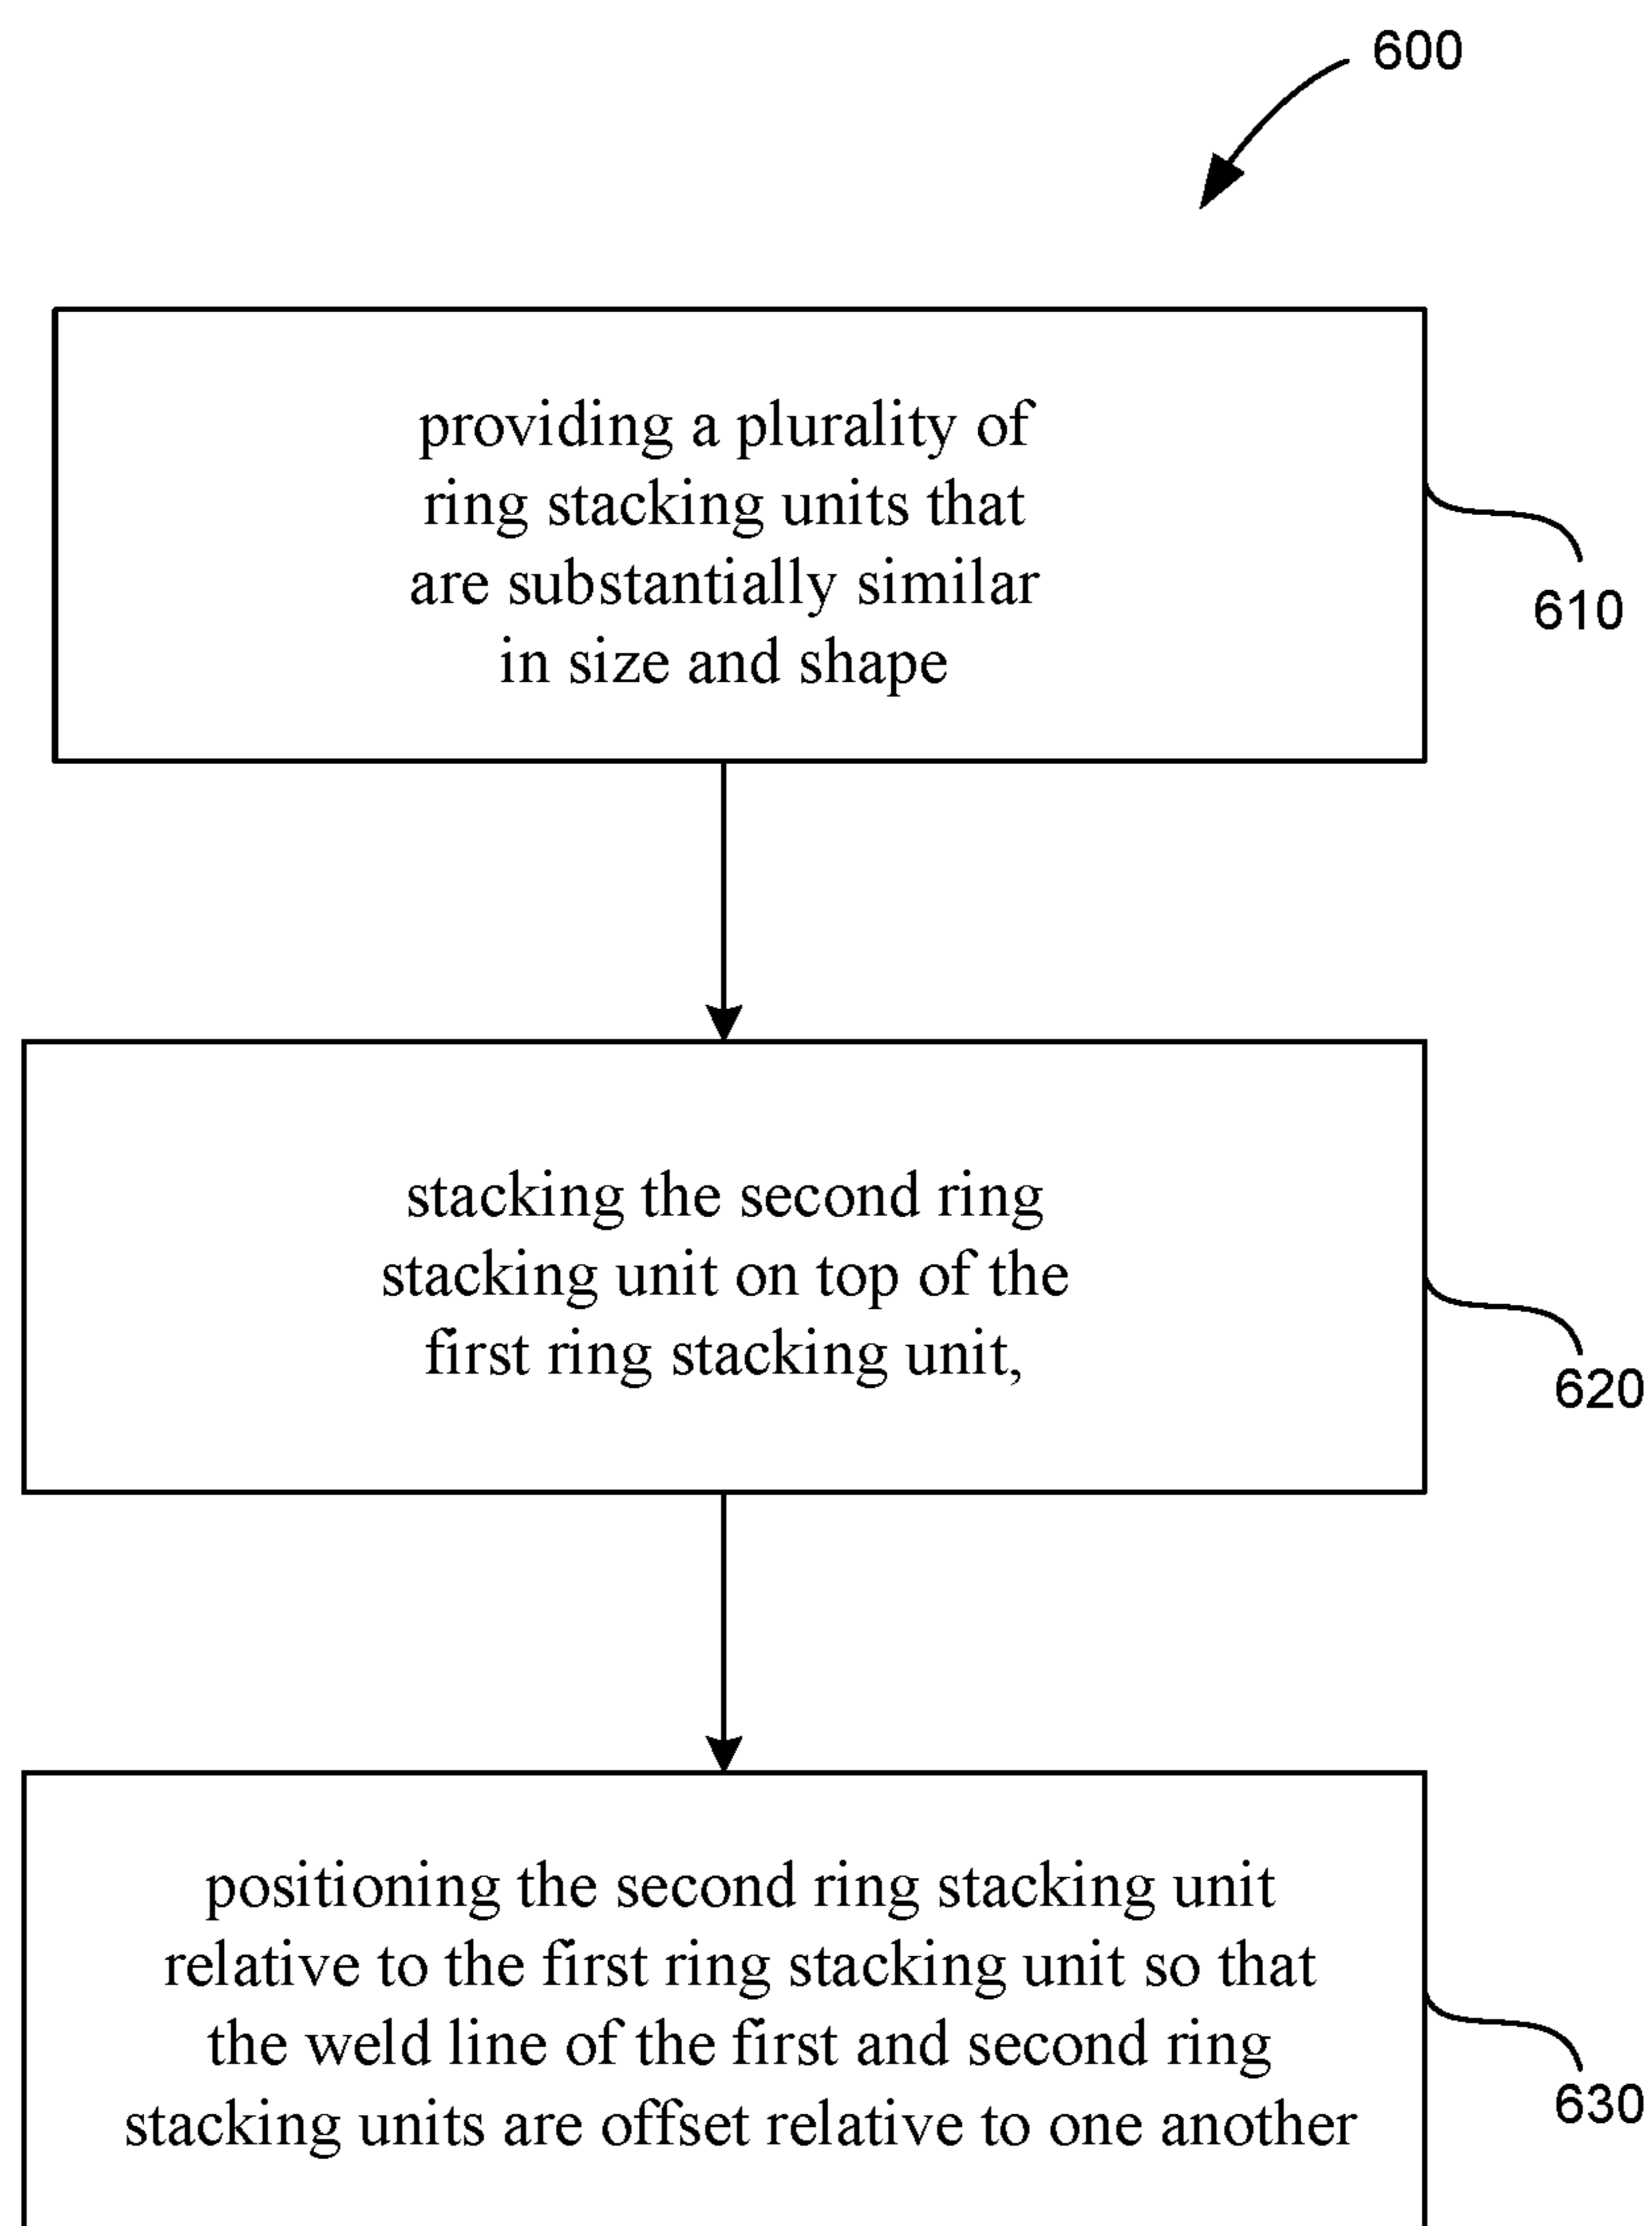 600
providing a plurality of
ring stacking units that
are substantially similar
in size and shape
610
stacking the second ring
stacking unit on top of the
first ring stacking unit,
620
positioning the second ring stacking unit
relative to the first ring stacking unit so that
the weld line of the first and second ring
stacking units are offset relative to one another
630